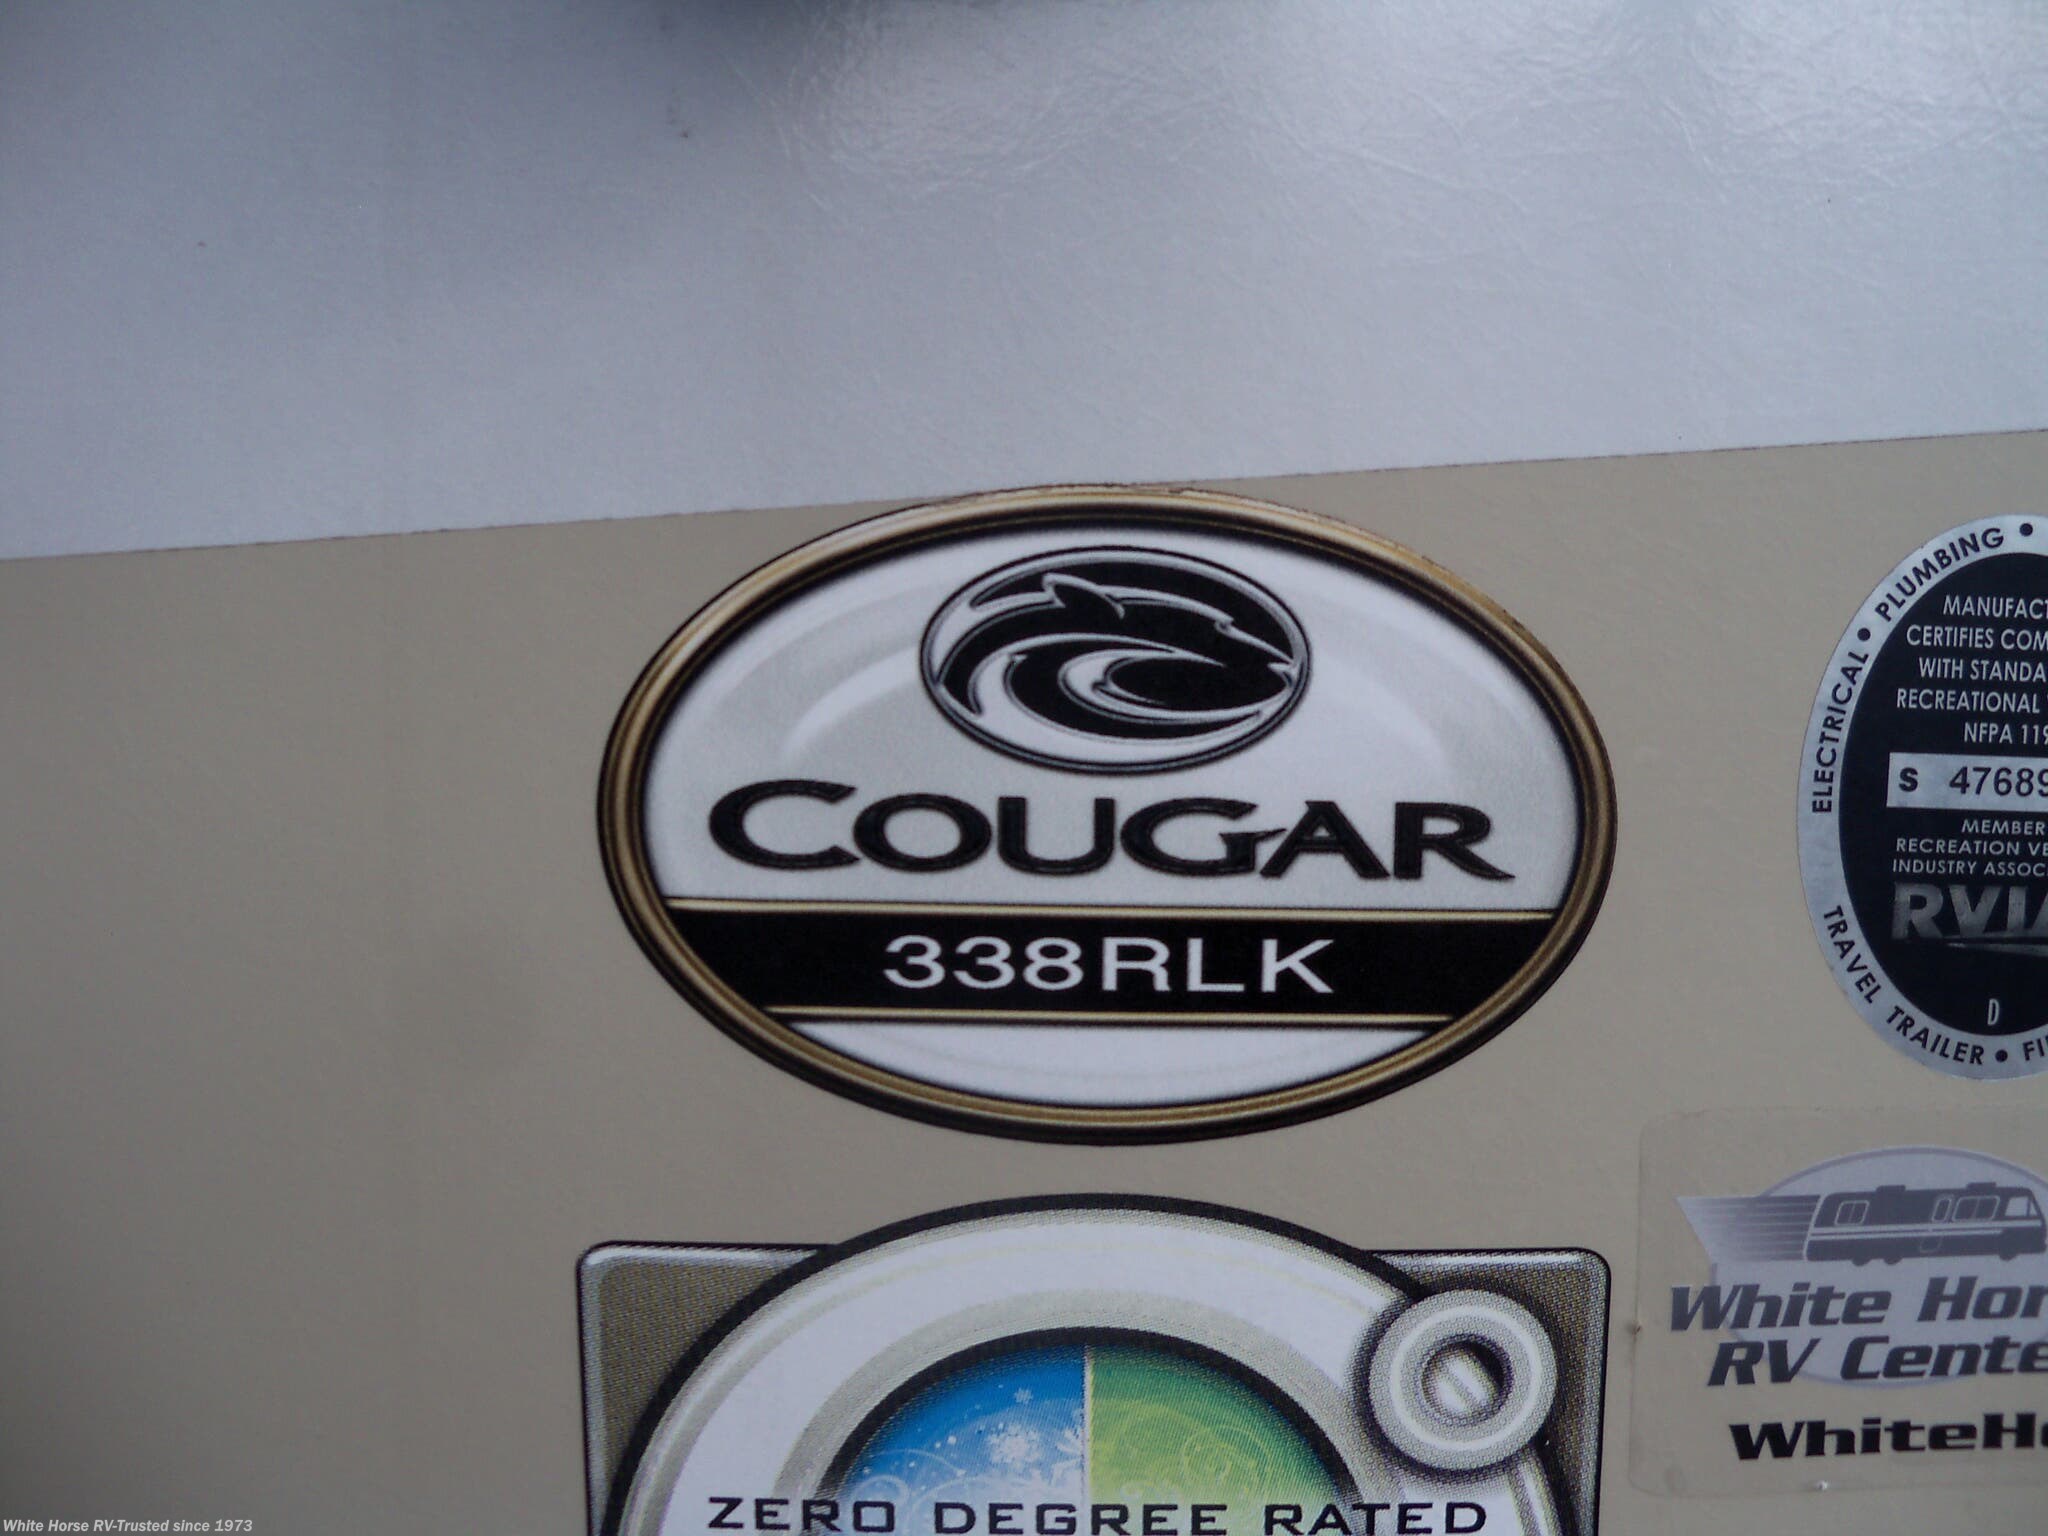 COUGAR
338RLK
ELECTRICAL • PLUMBING •
MANUFACT
CERTIFIES COM
WITH STANDA
RECREATIONAL
NFPA 119
S 47689
MEMBER
RECREATION VE
INDUSTRY ASSOC
RVIA
D
TRAVEL TRAILER • FI
White Hor
RV Cente
WhiteHo
ZERO DEGREE RATED
White Horse RV-Trusted since 1973